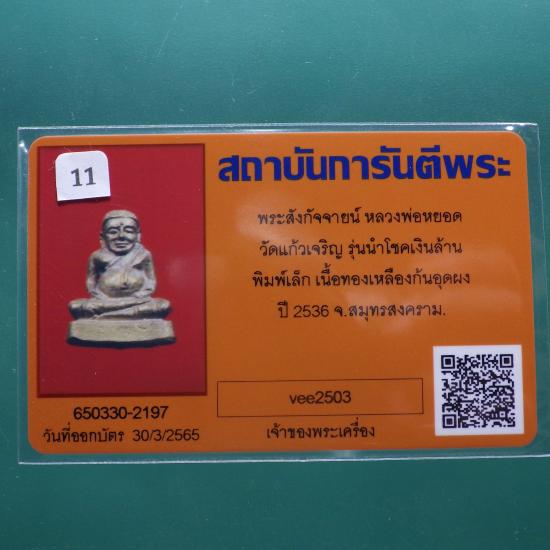 11
สถาบันการันตีพระ
พระสังกัจจายน์ หลวงพ่อหยอด
วัดแก้วเจริญ รุ่นนำโชคเงินล้าน
พิมพ์เล็ก เนื้อทองเหลืองก้นอุดผง
ปี 2536 จ.สมุทรสงคราม.
vee2503
เจ้าของพระเครื่อง
650330-2197
วันที่ออกบัตร 30/3/2565